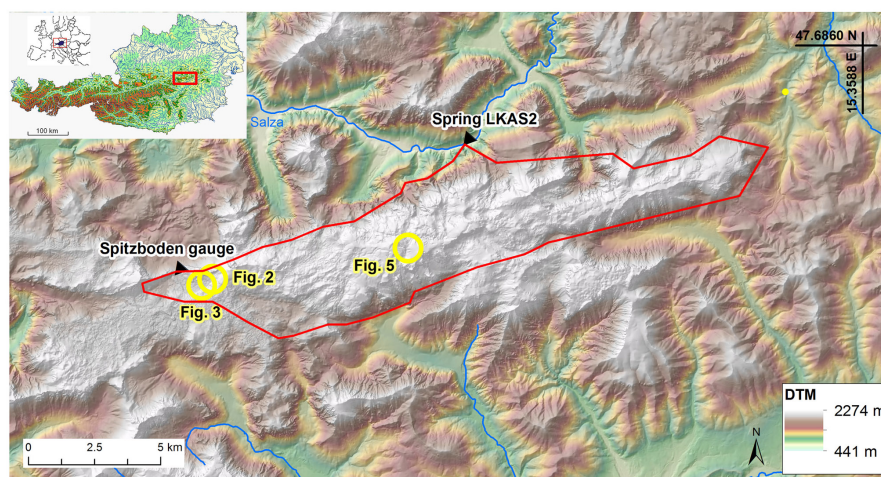 100 km
47.6860 N
15.3588 E
Salza
Spring LKAS2
Spitzboden gauge
Fig. 2
Fig. 5
Fig. 3
DTM
2274 m
441 m
0 2.5 5 km
N